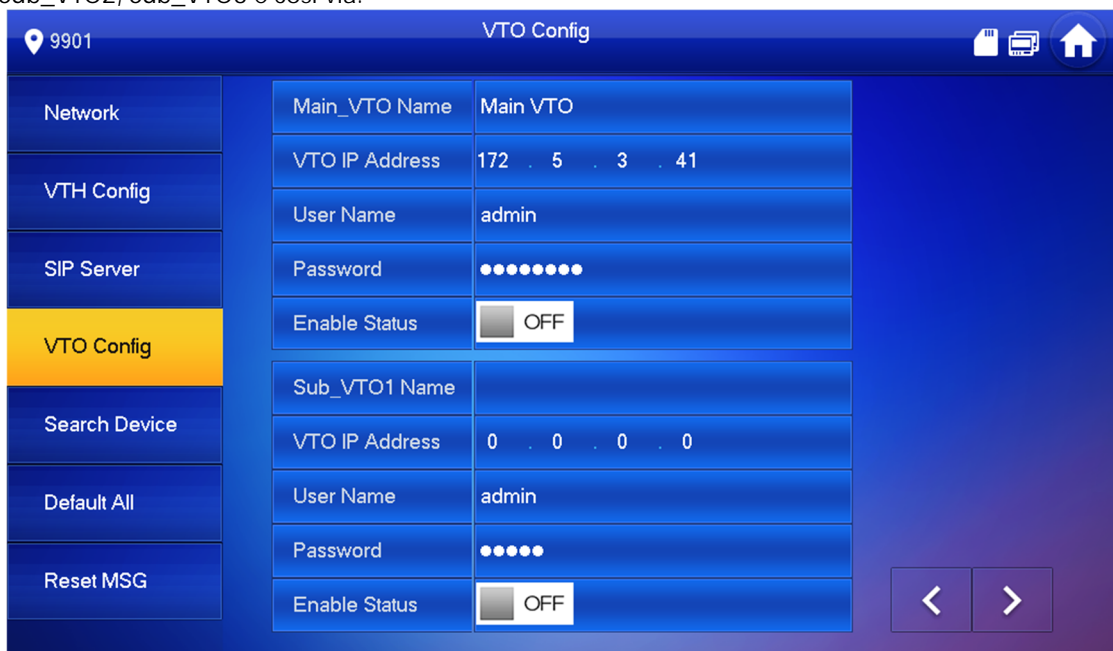 9901 VTO Config
Network
VTH Config
SIP Server
VTO Config
Search Device
Default All
Reset MSG
Main_VTO Name Main VTO
VTO IP Address 172 . 5 . 3 . 41
User Name admin
Password ●●●●●●●●
Enable Status OFF
Sub_VTO1 Name
VTO IP Address 0 . 0 . 0 . 0
User Name admin
Password ●●●●●
Enable Status OFF